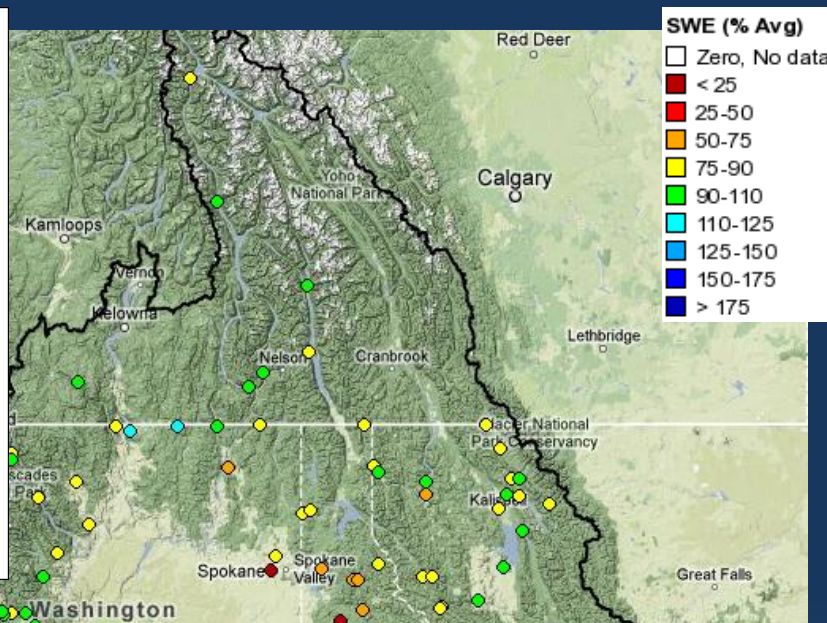 SWE (% Avg)
Zero, No data
< 25
25-50
50-75
75-90
90-110
110-125
125-150
150-175
> 175
Red Deer
Yoho
National Park
Calgary
Kamloops
Vernon
Kelowna
Lethbridge
Nelson
Cranbrook
Glacier National
Park Conservancy
scades
Park
Spokane
Spokane
Valley
Great Falls
Washington